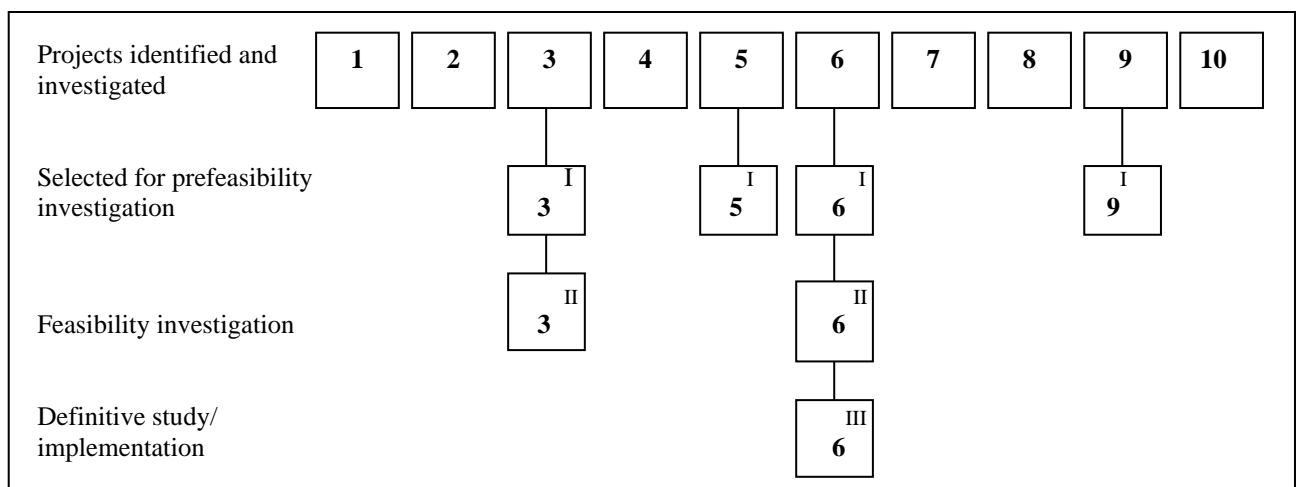 Projects identified and
investigated
1 2 3 4 5 6 7 8 9 10
Selected for prefeasibility
investigation
I I I I
3 5 6 9
Feasibility investigation
II II
3 6
Definitive study/
implementation
III
6